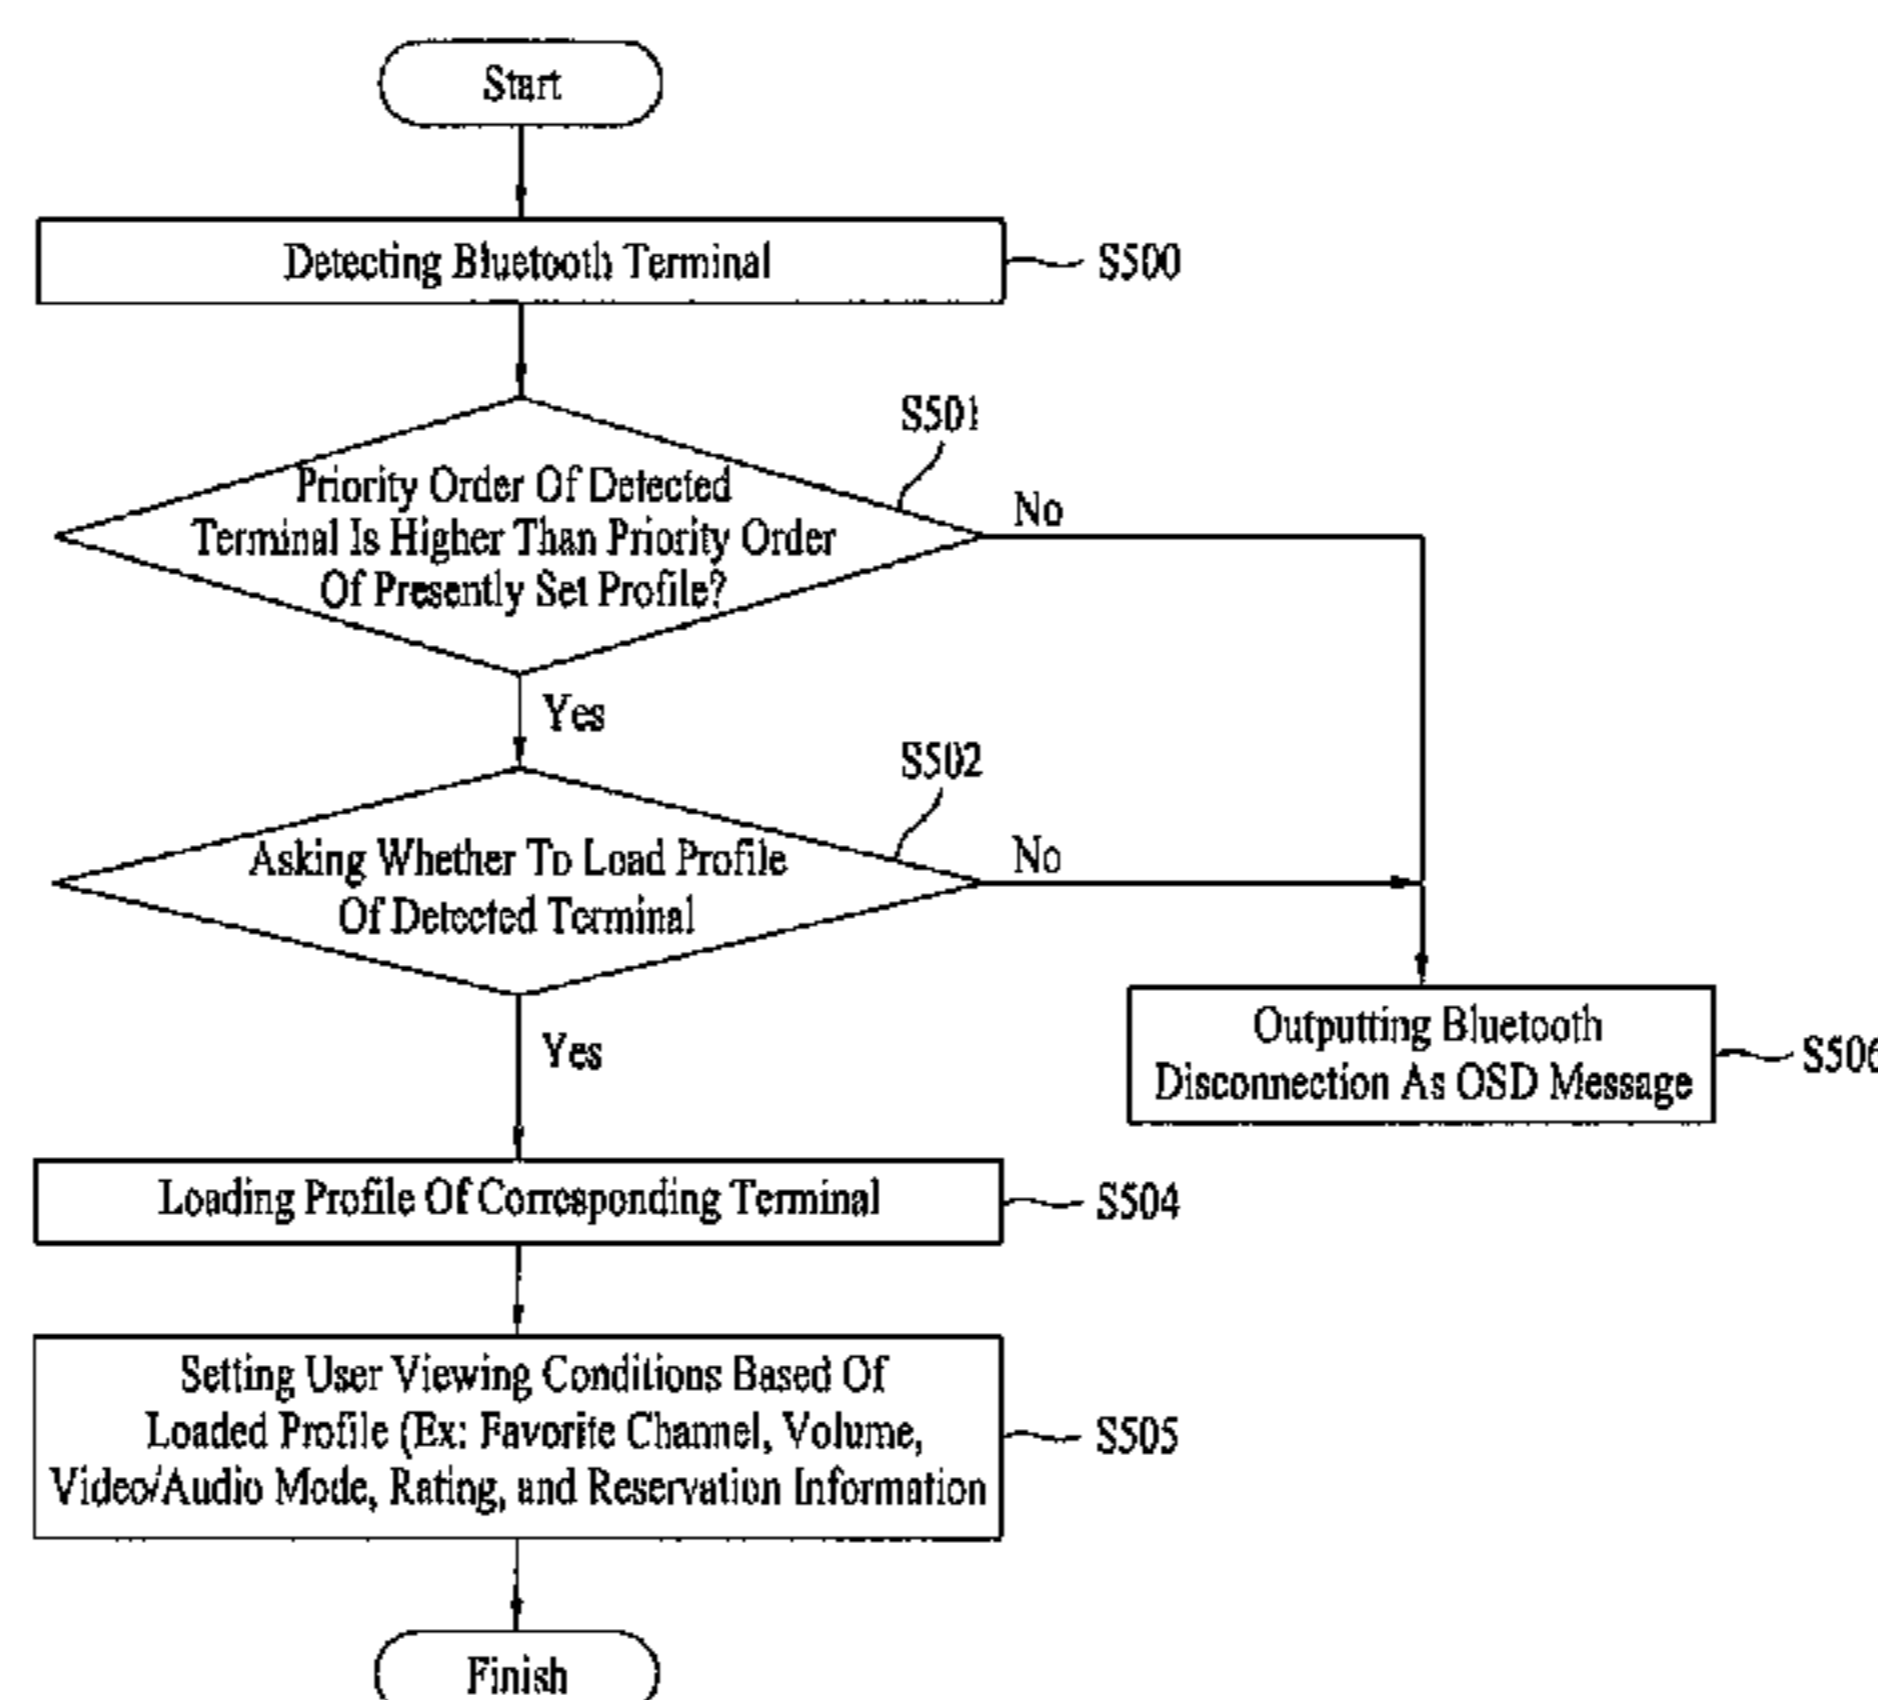 Start
Detecting Bluetooth Terminal
S500
S501
Priority Order Of Detected
Terminal Is Higher Than Priority Order
Of Presently Set Profile?
No
Yes
S502
Asking Whether To Load Profile
Of Detected Terminal
No
Yes
Outputting Bluetooth
Disconnection As OSD Message
S506
Loading Profile Of Corresponding Terminal
S504
Setting User Viewing Conditions Based Of
Loaded Profile (Ex: Favorite Channel, Volume,
Video/Audio Mode, Rating, and Reservation Information
S505
Finish